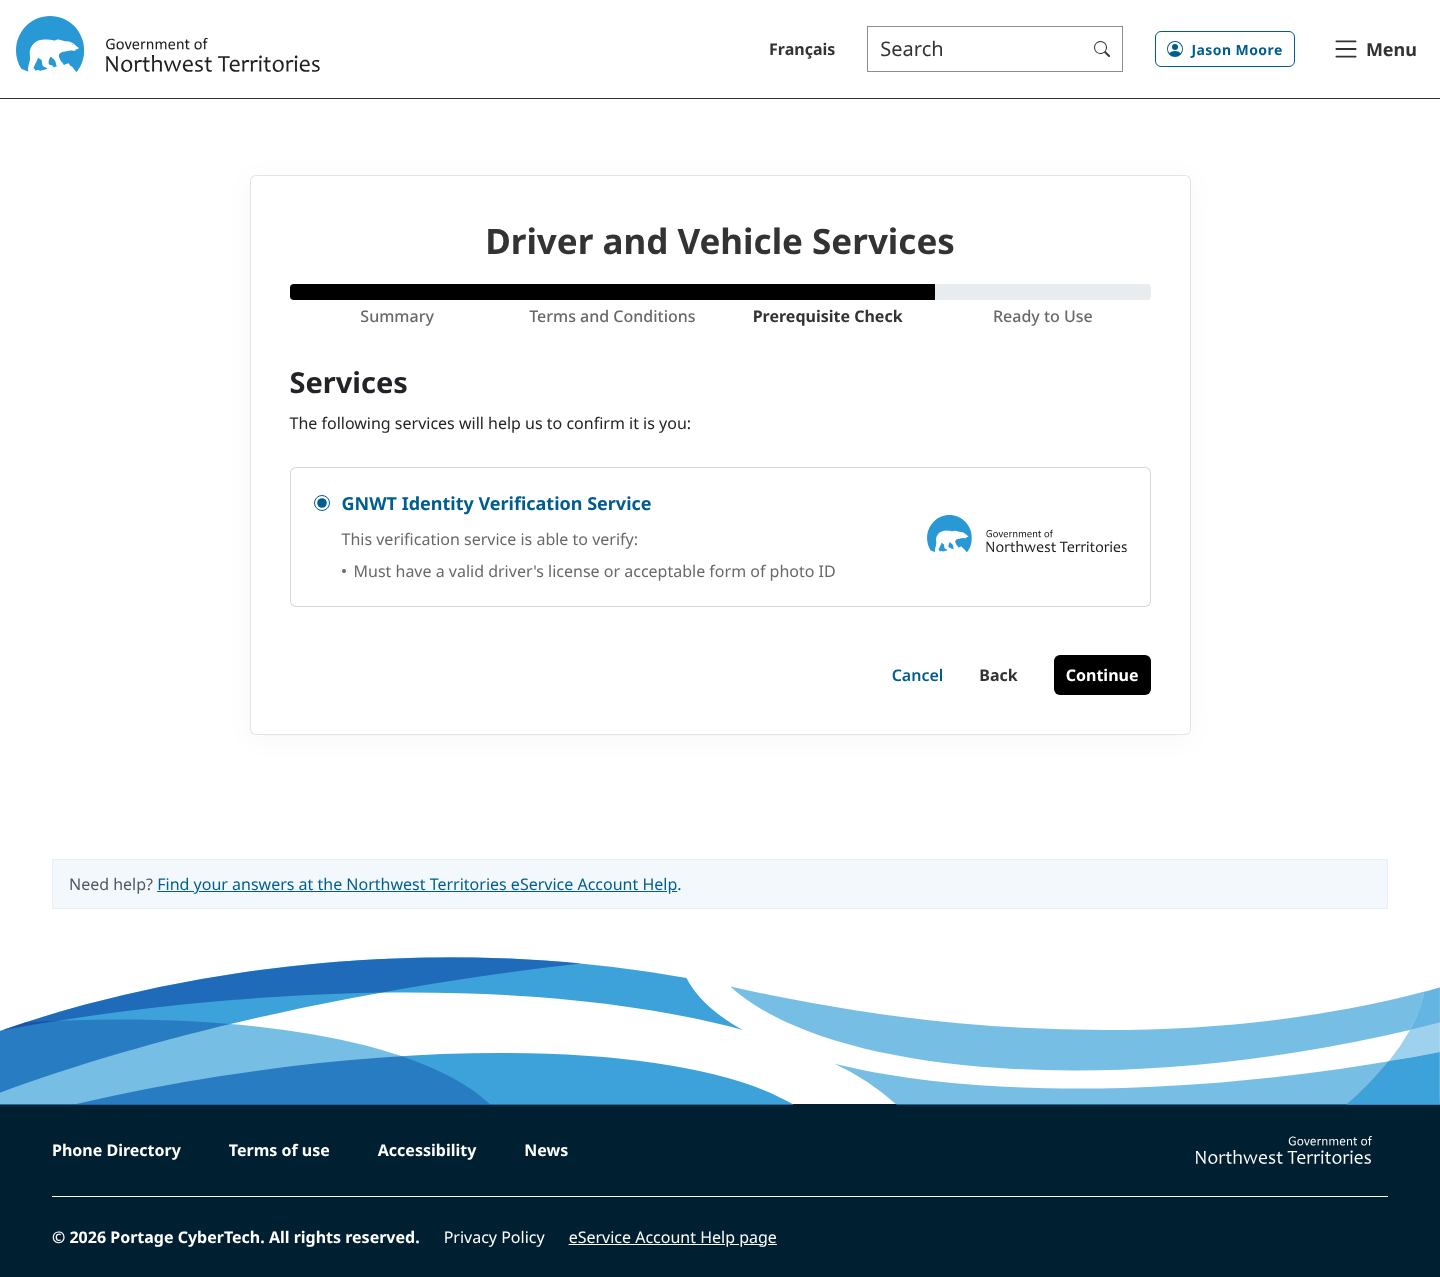 Government of
Northwest Territories
Français
Search
Jason Moore
Menu
Driver and Vehicle Services
Summary
Terms and Conditions
Prerequisite Check
Ready to Use
Services
The following services will help us to confirm it is you:
GNWT Identity Verification Service
This verification service is able to verify:
• Must have a valid driver's license or acceptable form of photo ID
Government of
Northwest Territories
Cancel
Back
Continue
Need help? Find your answers at the Northwest Territories eService Account Help.
Phone Directory
Terms of use
Accessibility
News
Government of
Northwest Territories
© 2026 Portage CyberTech. All rights reserved.
Privacy Policy
eService Account Help page